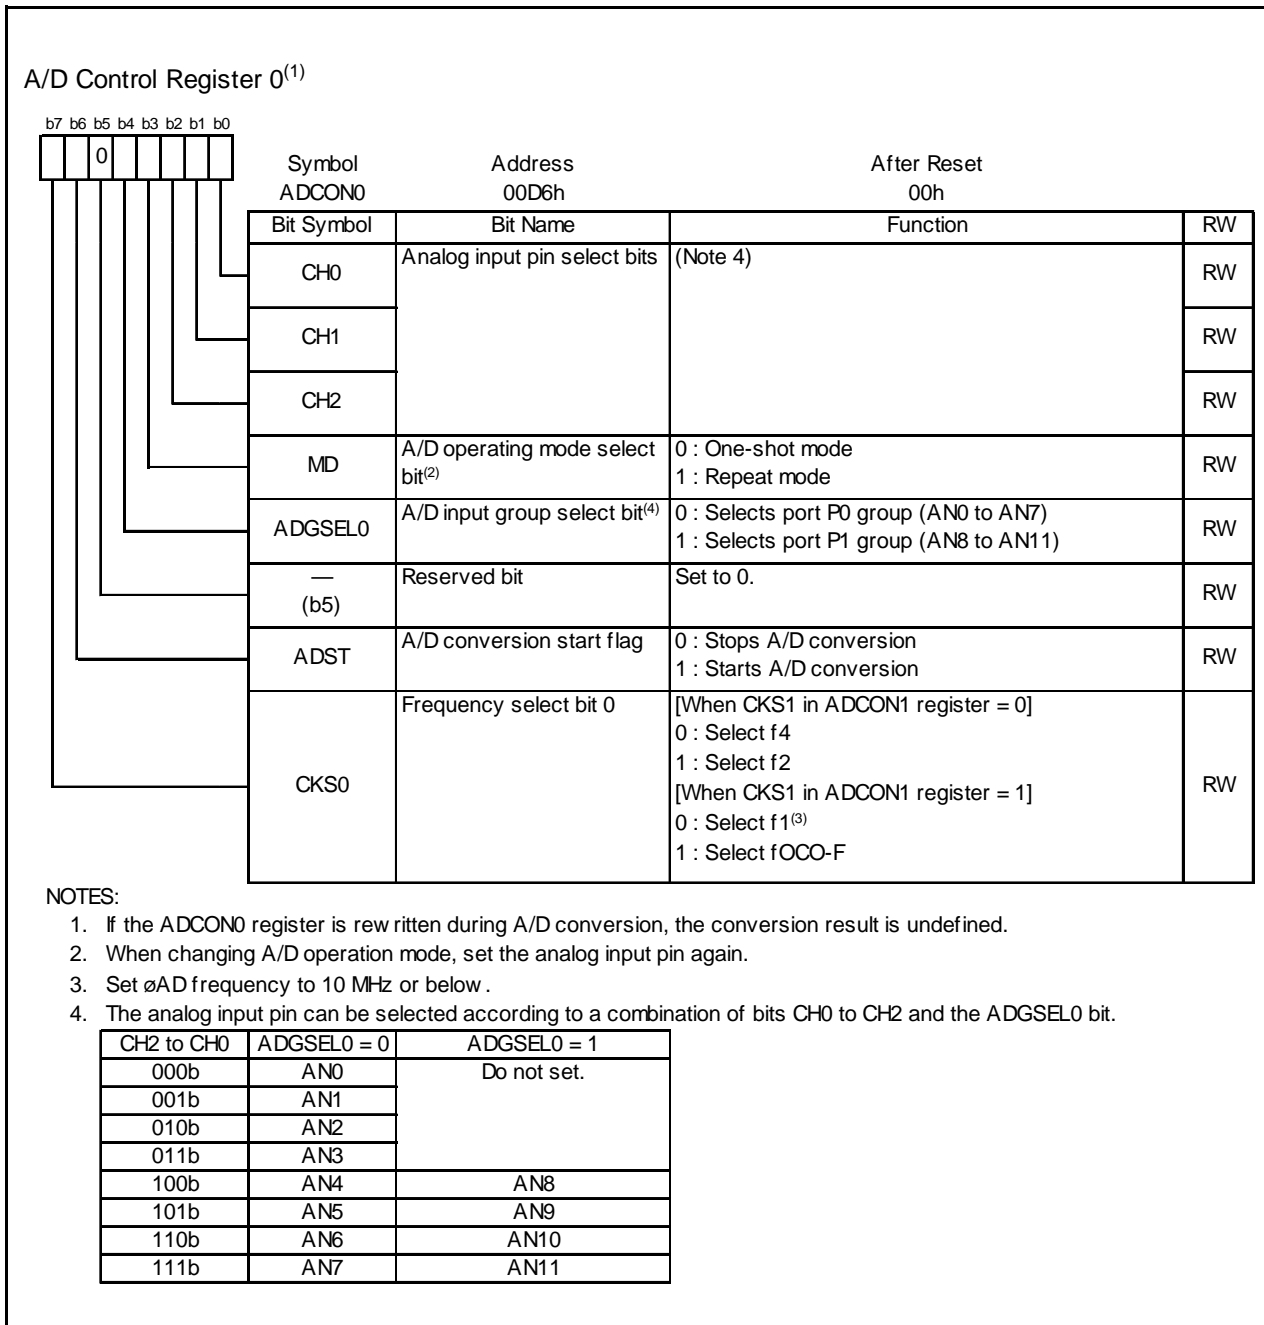 A/D Control Register 0(1)
b7 b6 b5 b4 b3 b2 b1 b0
0
Symbol Address After Reset
ADCON0 00D6h 00h
Bit Symbol Bit Name Function RW
CH0 Analog input pin select bits (Note 4) RW
CH1 RW
CH2 RW
MD A/D operating mode select bit(2) 0 : One-shot mode RW
1 : Repeat mode
ADGSEL0 A/D input group select bit(4) 0 : Selects port P0 group (AN0 to AN7) RW
1 : Selects port P1 group (AN8 to AN11)
— Reserved bit Set to 0. RW
(b5)
ADST A/D conversion start flag 0 : Stops A/D conversion RW
1 : Starts A/D conversion
CKS0 Frequency select bit 0 [When CKS1 in ADCON1 register = 0] RW
0 : Select f4
1 : Select f2
[When CKS1 in ADCON1 register = 1]
0 : Select f1(3)
1 : Select fOCO-F
NOTES:
1. If the ADCON0 register is rewritten during A/D conversion, the conversion result is undefined.
2. When changing A/D operation mode, set the analog input pin again.
3. Set øAD frequency to 10 MHz or below.
4. The analog input pin can be selected according to a combination of bits CH0 to CH2 and the ADGSEL0 bit.
CH2 to CH0 ADGSEL0 = 0 ADGSEL0 = 1
000b AN0 Do not set.
001b AN1
010b AN2
011b AN3
100b AN4 AN8
101b AN5 AN9
110b AN6 AN10
111b AN7 AN11